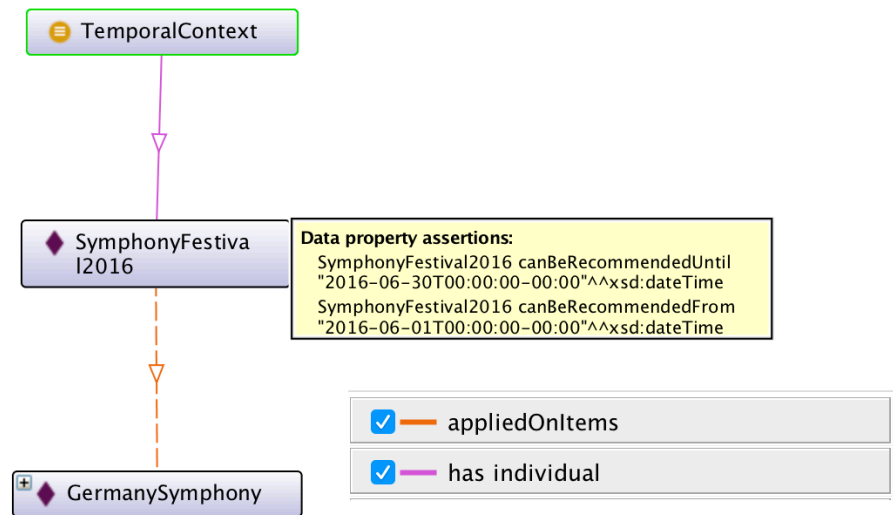 TemporalContext
SymphonyFestiva
l2016
Data property assertions:
SymphonyFestival2016 canBeRecommendedUntil
"2016-06-30T00:00:00-00:00"^^xsd:dateTime
SymphonyFestival2016 canBeRecommendedFrom
"2016-06-01T00:00:00-00:00"^^xsd:dateTime
appliedOnItems
has individual
GermanySymphony